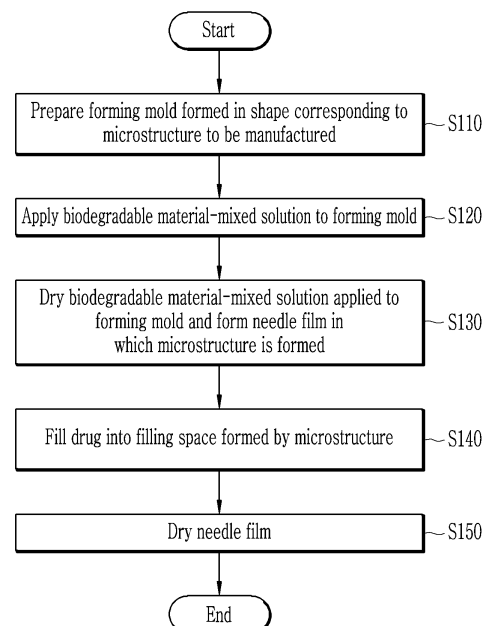 Start
Prepare forming mold formed in shape corresponding to
microstructure to be manufactured
S110
Apply biodegradable material-mixed solution to forming mold
S120
Dry biodegradable material-mixed solution applied to
forming mold and form needle film in
which microstructure is formed
S130
Fill drug into filling space formed by microstructure
S140
Dry needle film
S150
End